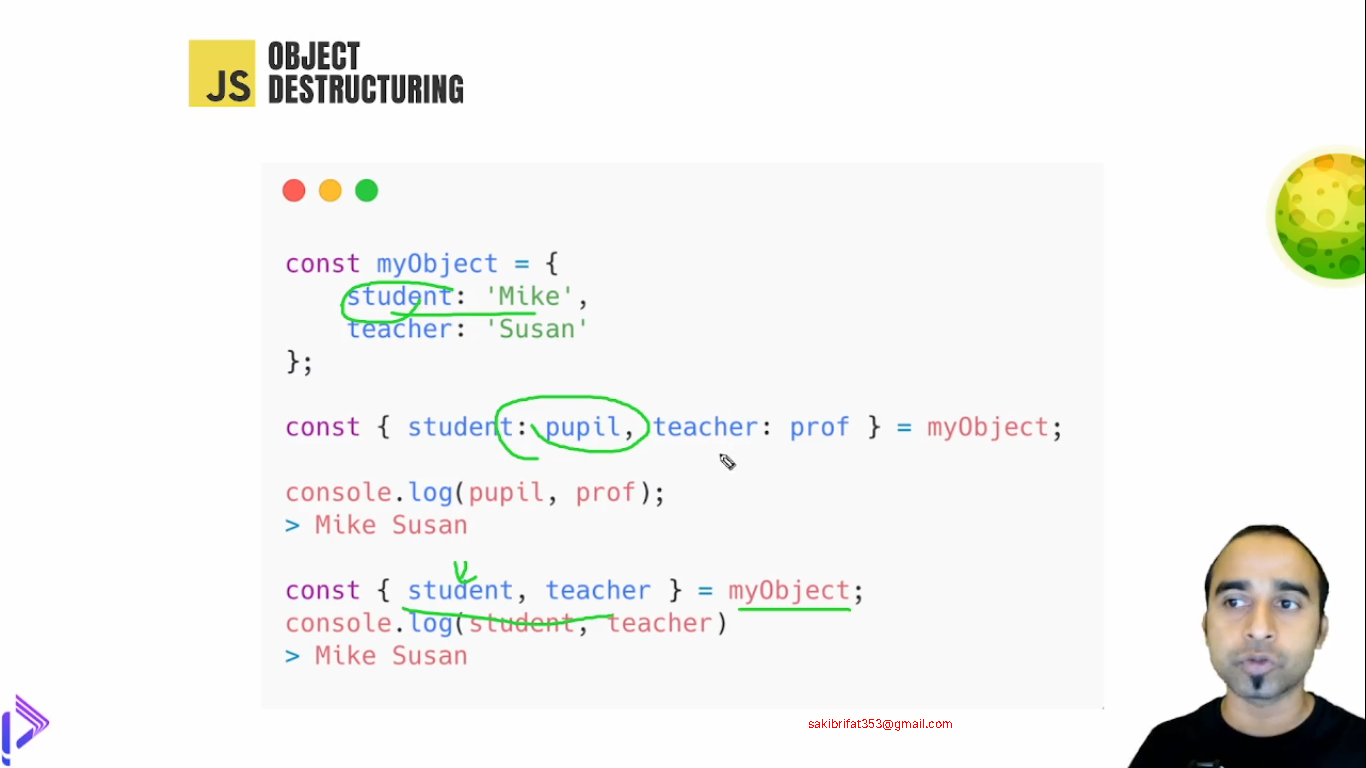 JS
OBJECT
DESTRUCTURING
const myObject = {
    student: 'Mike',
    teacher: 'Susan'
};
const { student: pupil, teacher: prof } = myObject;
console.log(pupil, prof);
> Mike Susan
const { student, teacher } = myObject;
console.log(student, teacher)
> Mike Susan
sakibrifat353@gmail.com